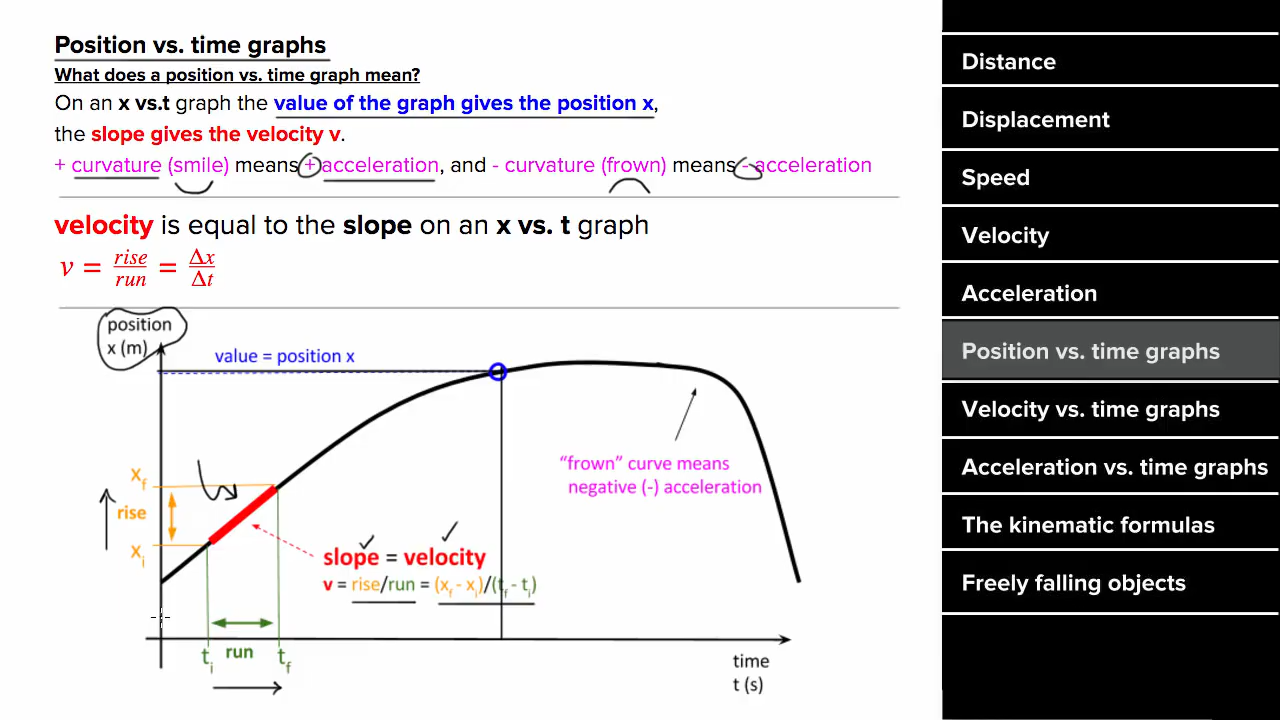 Position vs. time graphs
What does a position vs. time graph mean?
On an x vs.t graph the value of the graph gives the position x,
the slope gives the velocity v.
+ curvature (smile) means + acceleration, and - curvature (frown) means - acceleration
velocity is equal to the slope on an x vs. t graph
v = rise/run = Δx/Δt
position
x (m)
value = position x
"frown" curve means
negative (-) acceleration
xf
rise
xi
slope = velocity
v = rise/run = (xf - xi)/(tf - ti)
ti
run
tf
time
t (s)
Distance
Displacement
Speed
Velocity
Acceleration
Position vs. time graphs
Velocity vs. time graphs
Acceleration vs. time graphs
The kinematic formulas
Freely falling objects